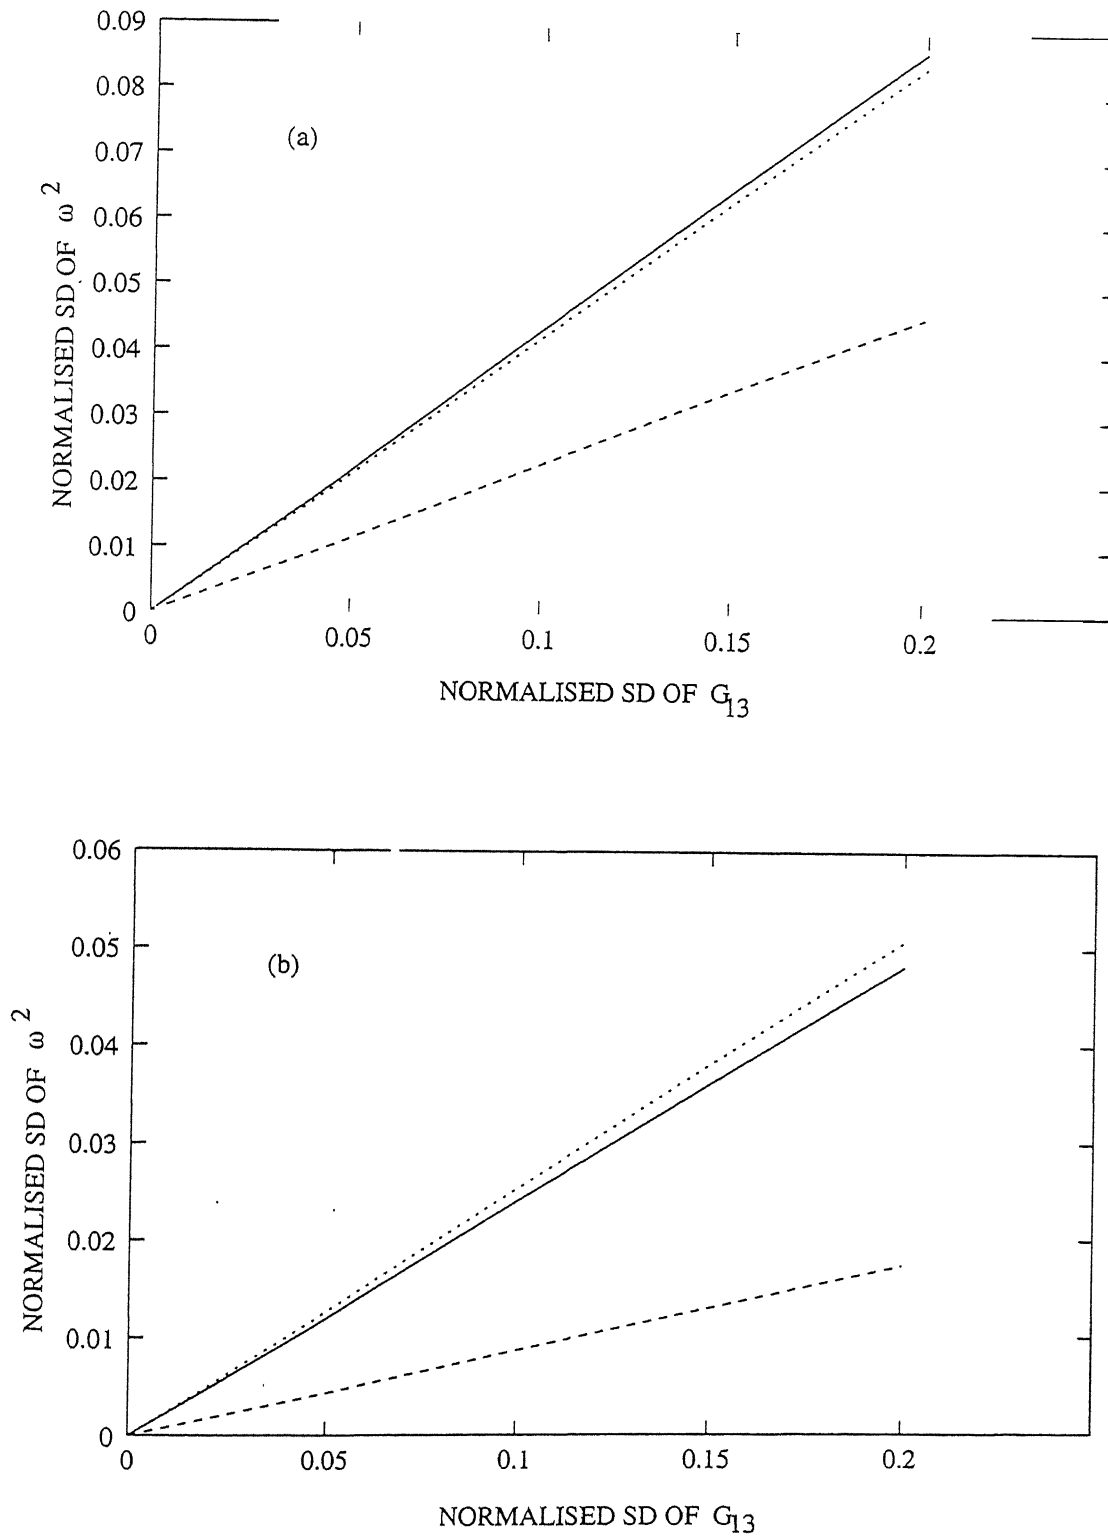 0.09
0.08
(a)
0.07
0.06
0.05
0.04
0.03
0.02
0.01
0
NORMALISED SD OF ω²
0 0.05 0.1 0.15 0.2
NORMALISED SD OF G₁₃
0.06
0.05
(b)
0.04
0.03
0.02
0.01
0
NORMALISED SD OF ω²
0 0.05 0.1 0.15 0.2
NORMALISED SD OF G₁₃